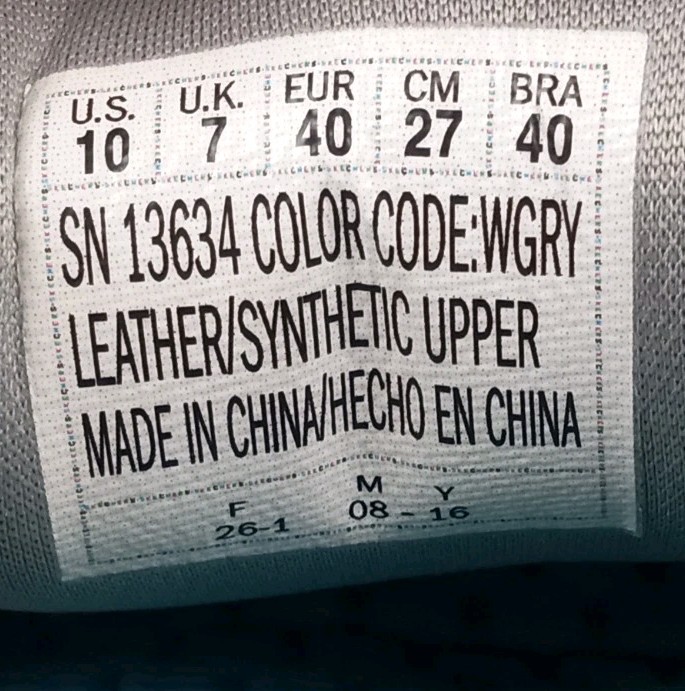 U.S. U.K. EUR CM BRA
10 7 40 27 40
SN 13634 COLOR CODE:WGRY
LEATHER/SYNTHETIC UPPER
MADE IN CHINA/HECHO EN CHINA
F M Y
26-1 08 - 16